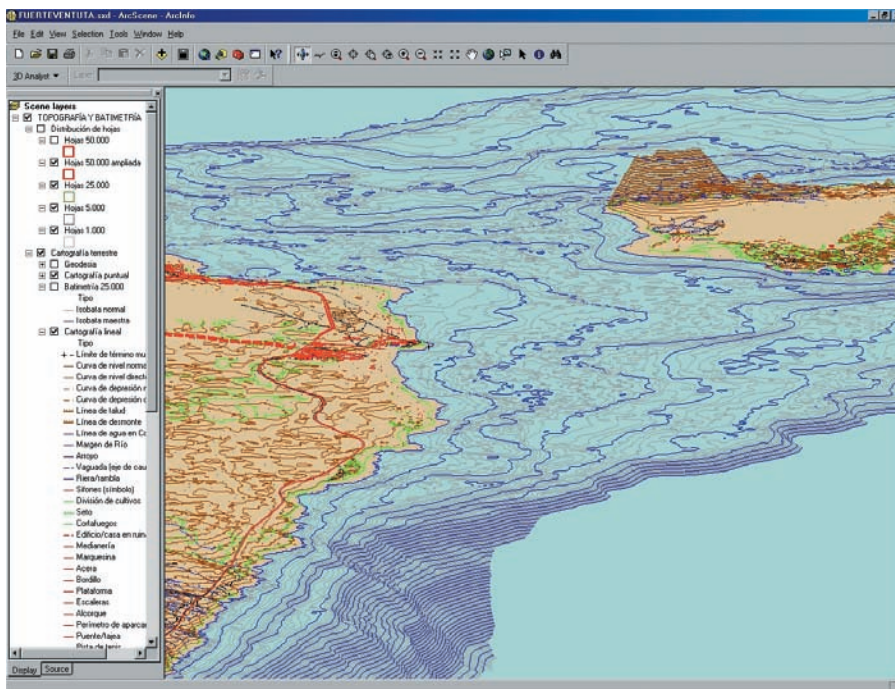 FUERTEVENTUTA.sxd - ArcScene - ArcInfo
File Edit View Selection Tools Window Help
3D Analyst Layer:
Scene layers
TOPOGRAFÍA Y BATIMETRÍA
Distribución de hojas
Hojas 50.000
Hojas 50.000 ampliada
Hojas 25.000
Hojas 5.000
Hojas 1.000
Cartografía terrestre
Geodesia
Cartografía puntual
Batimetría 25.000
Tipo
Isobata normal
Isobata maestra
Cartografía lineal
Tipo
Límite de término mu
Curva de nivel norma
Curva de nivel direct
Curva de depresión n
Curva de depresión d
Línea de talud
Línea de desmonte
Línea de agua en Co
Margen de Río
Arroyo
Vaguada (eje de cau
Riera/rambla
Sifones (símbolo)
División de cultivos
Seto
Cortafuegos
Edificio/casa en ruina
Medianería
Marquesina
Acera
Bordillo
Plataforma
Escaleras
Alcorque
Perímetro de aparca
Puente/tajea
Display Source